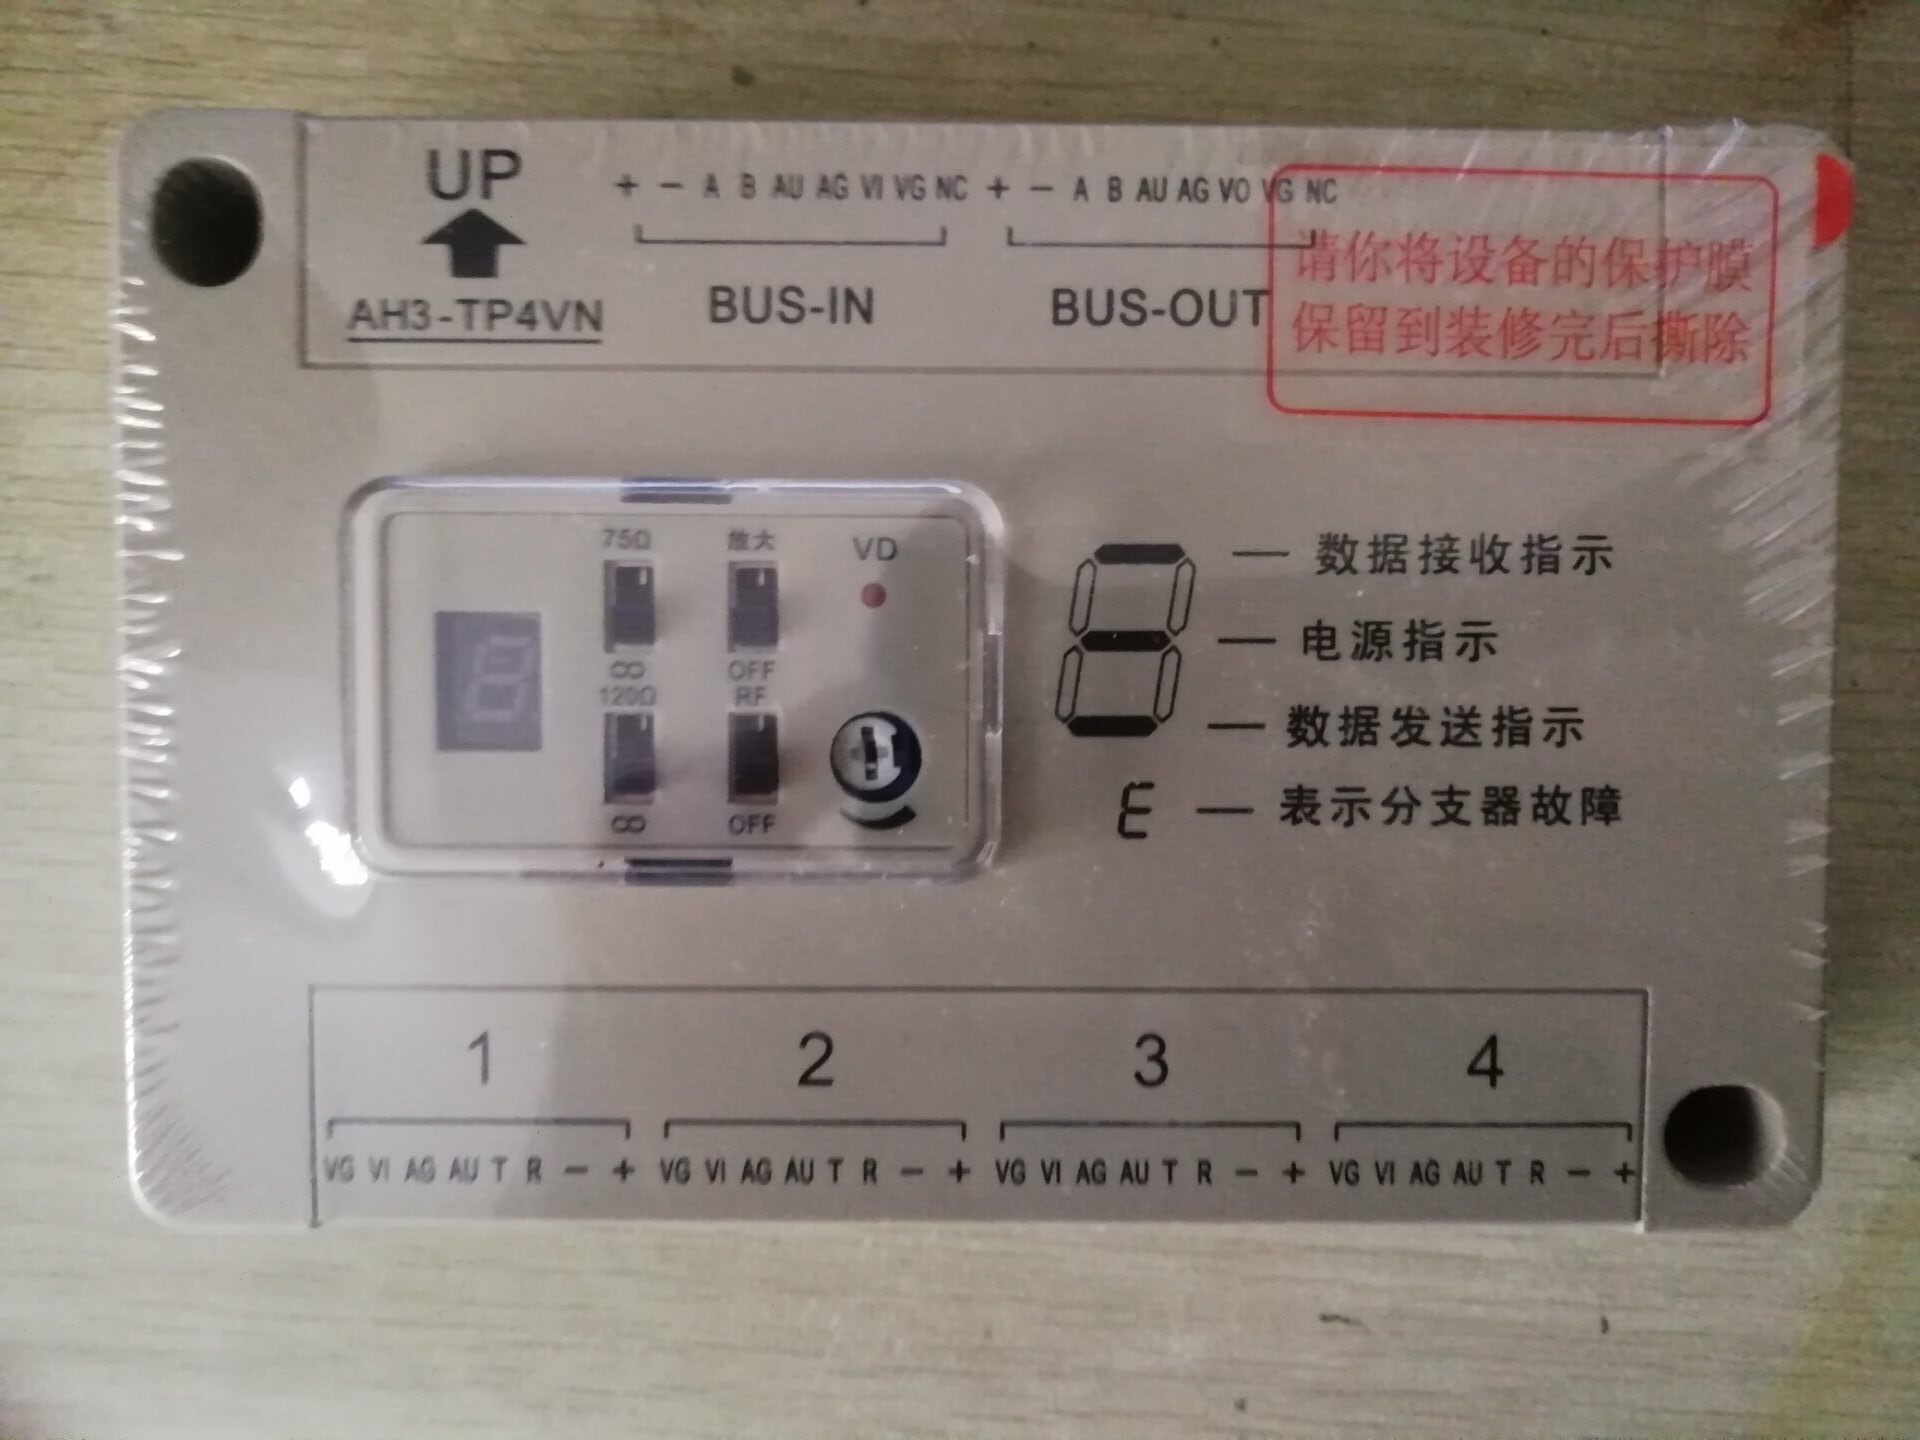 UP
AH3-TP4VN
+ - A B AU AG VI VG NC + - A B AU AG VO VG NC
BUS-IN BUS-OUT
请你将设备的保护膜
保留到装修完后撕除
75Ω 放大 VD
∞ OFF
120Ω RF
∞ OFF
数据接收指示
电源指示
数据发送指示
E — 表示分支器故障
1 2 3 4
VG VI AG AU T R - + VG VI AG AU T R - + VG VI AG AU T R - + VG VI AG AU T R - +